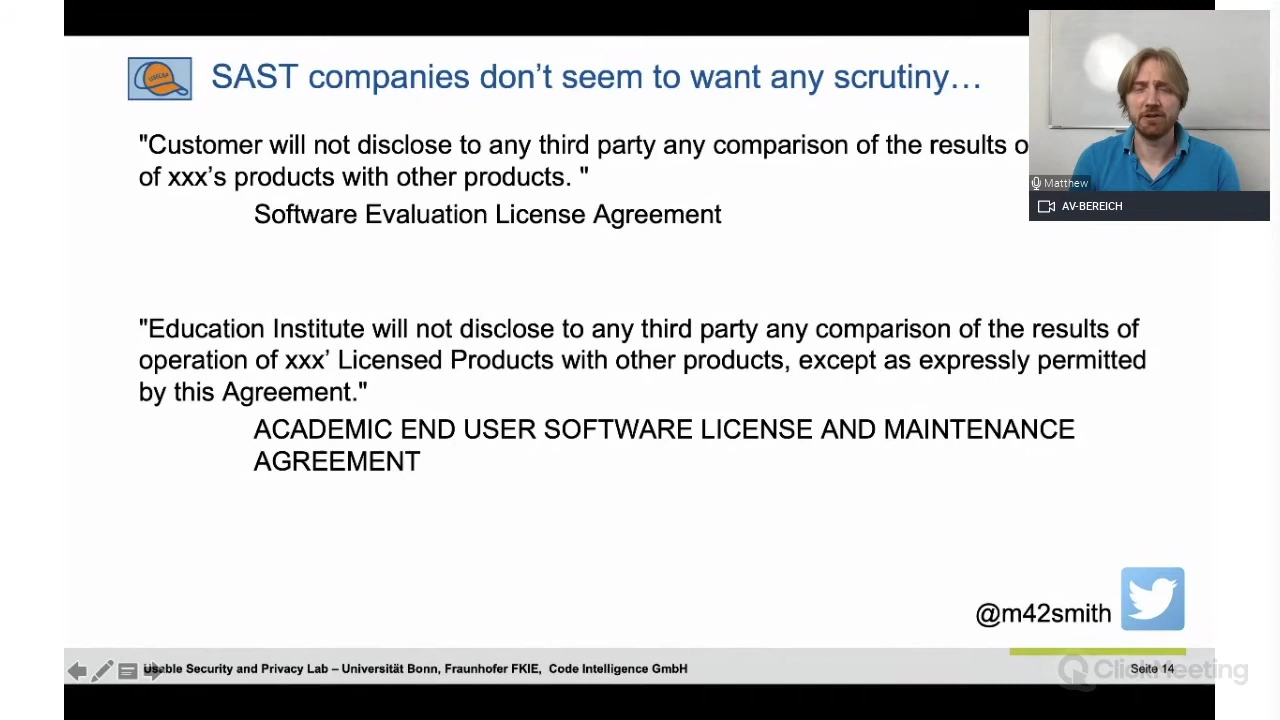 SAST companies don't seem to want any scrutiny…
"Customer will not disclose to any third party any comparison of the results o
of xxx's products with other products. "
Software Evaluation License Agreement
Matthew
AV-BEREICH
"Education Institute will not disclose to any third party any comparison of the results of
operation of xxx' Licensed Products with other products, except as expressly permitted
by this Agreement."
ACADEMIC END USER SOFTWARE LICENSE AND MAINTENANCE
AGREEMENT
@m42smith
Usable Security and Privacy Lab – Universität Bonn, Fraunhofer FKIE, Code Intelligence GmbH
Seite 14
ClickMeeting